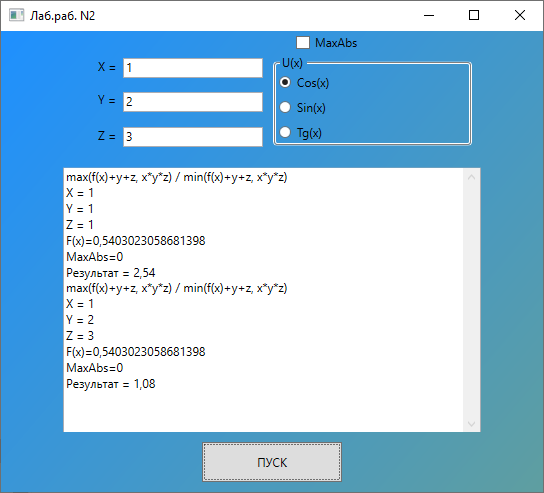 Лаб.раб. N2
MaxAbs
X = 1
Y = 2
Z = 3
U(x)
Cos(x)
Sin(x)
Tg(x)
max(f(x)+y+z, x*y*z) / min(f(x)+y+z, x*y*z)
X = 1
Y = 1
Z = 1
F(x)=0,5403023058681398
MaxAbs=0
Результат = 2,54
max(f(x)+y+z, x*y*z) / min(f(x)+y+z, x*y*z)
X = 1
Y = 2
Z = 3
F(x)=0,5403023058681398
MaxAbs=0
Результат = 1,08
ПУСК